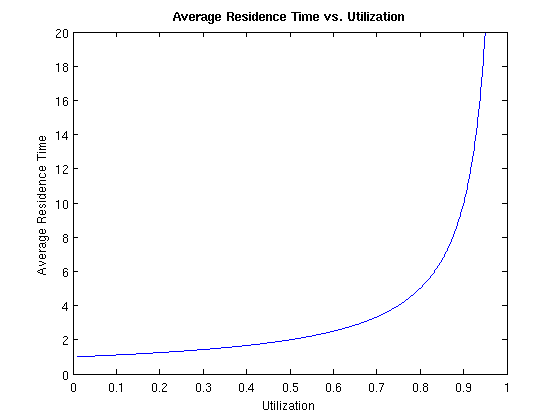 Average Residence Time vs. Utilization
20
18
16
14
12
10
8
6
4
2
0
Average Residence Time
0 0.1 0.2 0.3 0.4 0.5 0.6 0.7 0.8 0.9 1
Utilization